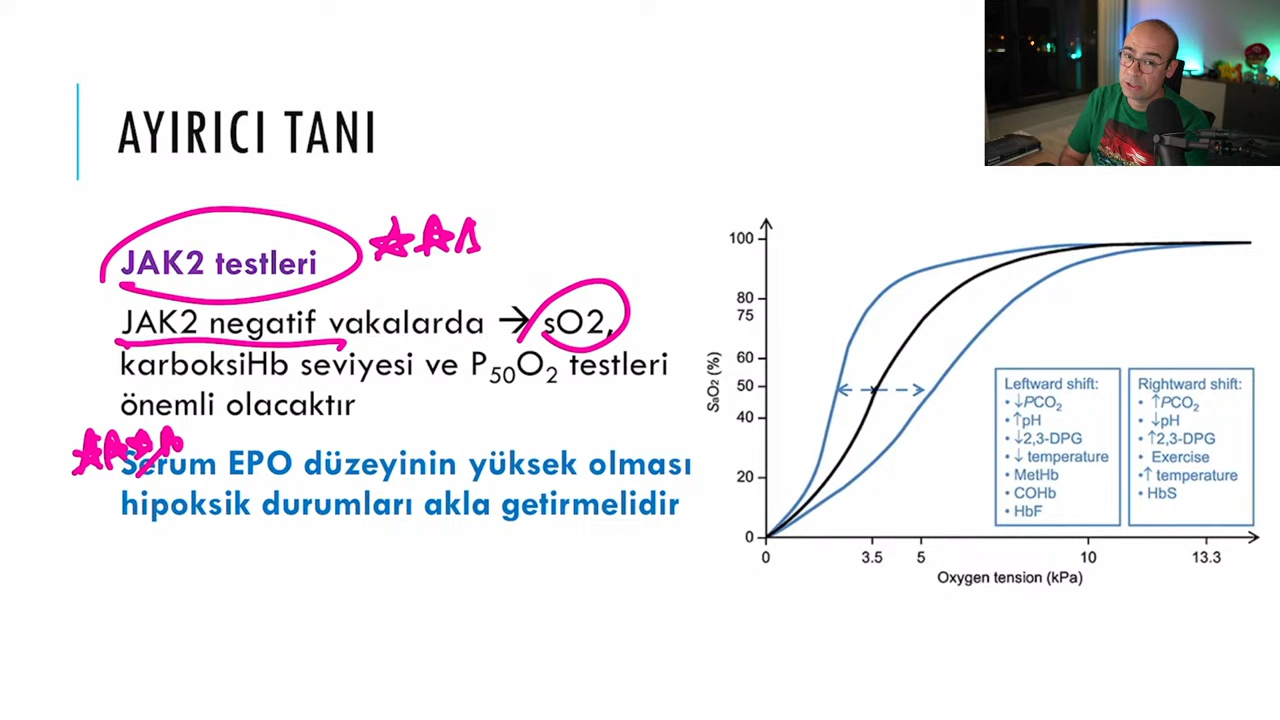 AYIRICI TANI
JAK2 testleri
JAK2 negatif vakalarda → sO2,
karboksiHb seviyesi ve P50O2 testleri
önemli olacaktır
Serum EPO düzeyinin yüksek olması
hipoksik durumları akla getirmelidir
SaO2 (%)
100
80
75
60
50
40
20
0
0
3.5
5
10
13.3
Oxygen tension (kPa)
Leftward shift:
• ↓PCO2
• ↑pH
• ↓2,3-DPG
• ↓ temperature
• MetHb
• COHb
• HbF
Rightward shift:
• ↑PCO2
• ↓pH
• ↑2,3-DPG
• Exercise
• ↑ temperature
• HbS